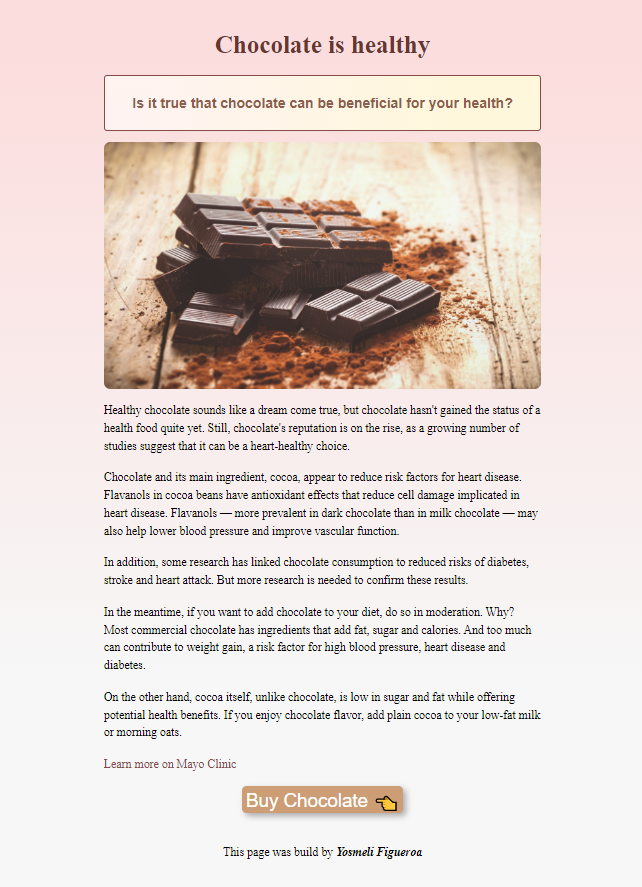 Chocolate is healthy
Is it true that chocolate can be beneficial for your health?
Healthy chocolate sounds like a dream come true, but chocolate hasn't gained the status of a
health food quite yet. Still, chocolate's reputation is on the rise, as a growing number of
studies suggest that it can be a heart-healthy choice.
Chocolate and its main ingredient, cocoa, appear to reduce risk factors for heart disease.
Flavanols in cocoa beans have antioxidant effects that reduce cell damage implicated in
heart disease. Flavanols — more prevalent in dark chocolate than in milk chocolate — may
also help lower blood pressure and improve vascular function.
In addition, some research has linked chocolate consumption to reduced risks of diabetes,
stroke and heart attack. But more research is needed to confirm these results.
In the meantime, if you want to add chocolate to your diet, do so in moderation. Why?
Most commercial chocolate has ingredients that add fat, sugar and calories. And too much
can contribute to weight gain, a risk factor for high blood pressure, heart disease and
diabetes.
On the other hand, cocoa itself, unlike chocolate, is low in sugar and fat while offering
potential health benefits. If you enjoy chocolate flavor, add plain cocoa to your low-fat milk
or morning oats.
Learn more on Mayo Clinic
Buy Chocolate 👈
This page was build by Yosmeli Figueroa